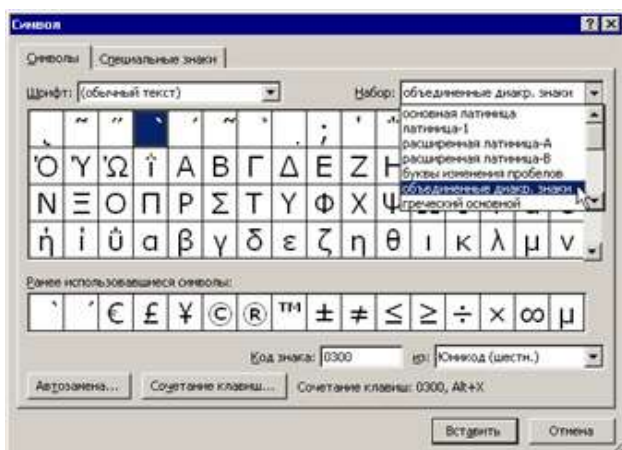 Символ
Символы Специальные знаки
Шрифт: (обычный текст) Набор: объединенные диакр. знаки
основная латиница
латиница-1
расширенная латиница-A
расширенная латиница-B
буквы изменения пробелов
объединенные диакр. знаки
греческий основной
Ό Ύ Ώ ΐ Α Β Γ Δ Ε Ζ Η
Ν Ξ Ο Π Ρ Σ Τ Υ Φ Χ Ψ
ή ί ΰ α β γ δ ε ζ η θ ι κ λ μ ν
Ранее использовавшиеся символы:
` ´ € £ ¥ © ® ™ ± ≠ ≤ ≥ ÷ × ∞ µ
Код знака: 0300 из: Юникод (шестн.)
Автозамена... Сочетание клавиш... Сочетание клавиш: 0300, Alt+X
Вставить Отмена